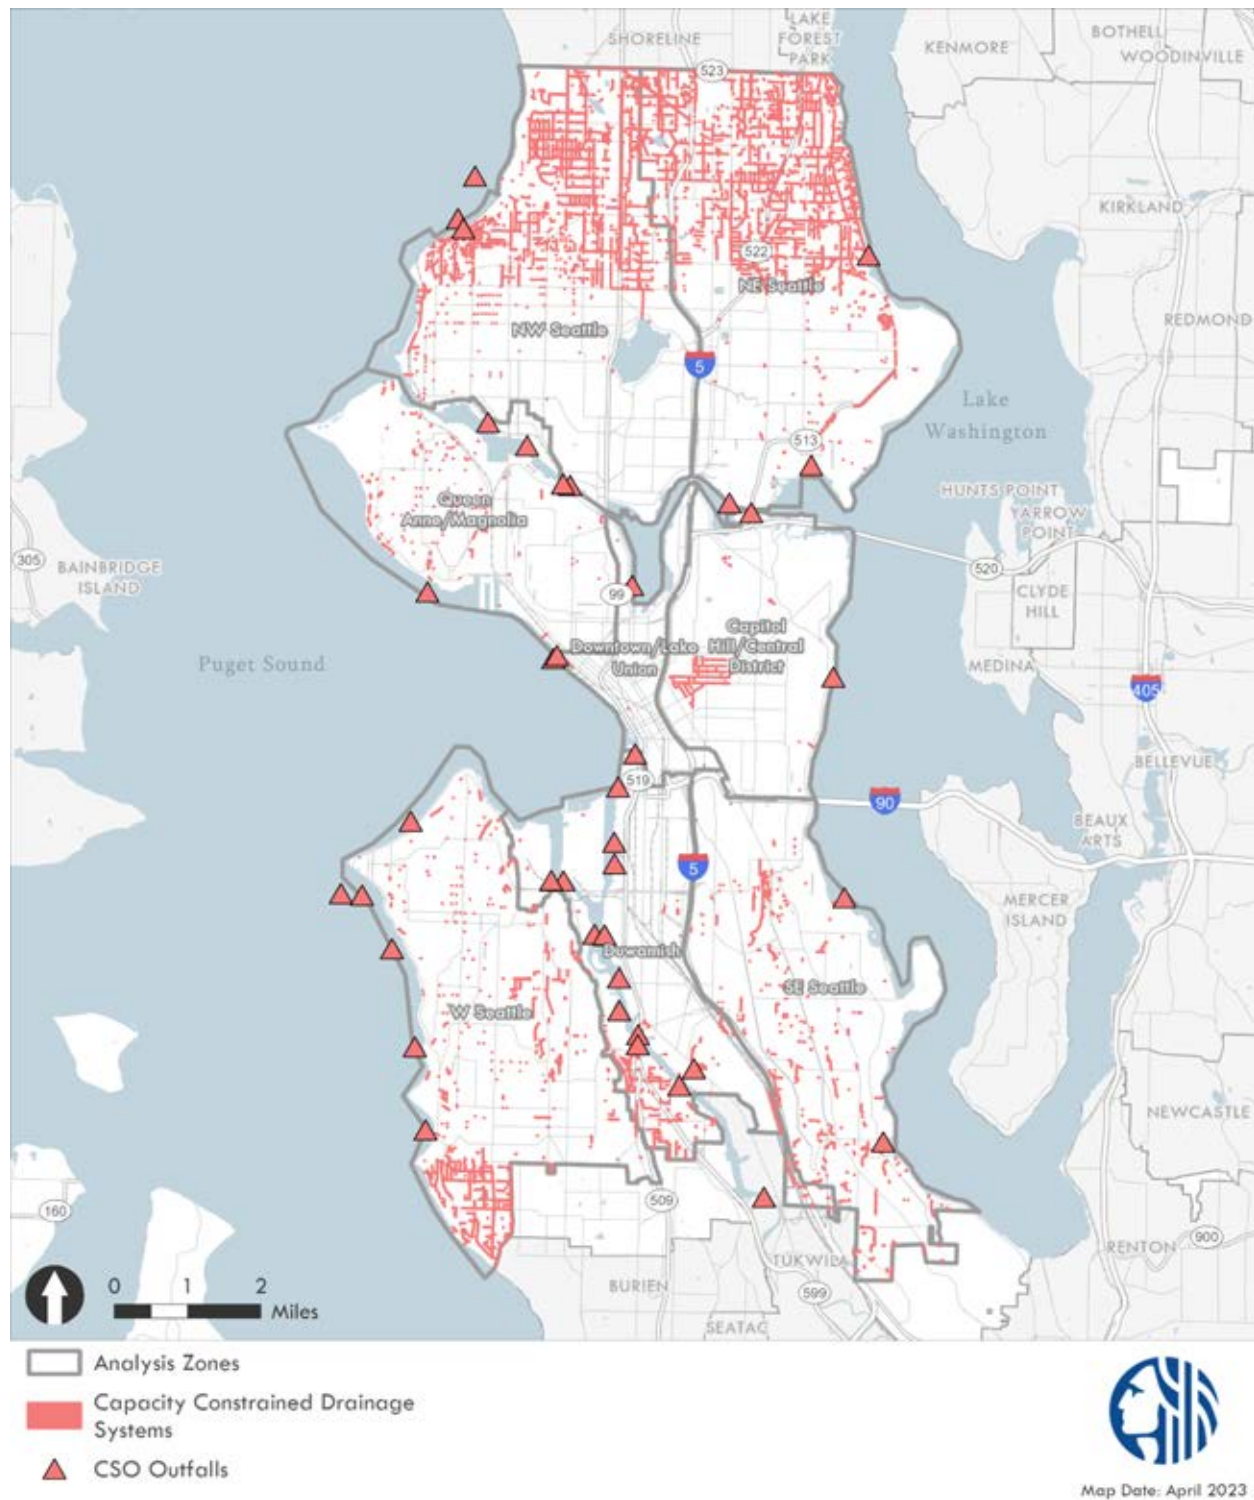 SHORELINE
LAKE
FOREST
PARK
KENMORE
BOTHELL
WOODINVILLE
523
KIRKLAND
522
NE Seattle
REDMOND
NW Seattle
5
Lake
Washington
513
HUNTS POINT
YARROW
POINT
Queen
Anne/Magnolia
305
BAINBRIDGE
ISLAND
520
CLYDE
HILL
99
Puget Sound
Downtown/Lake
Union
Capitol
Hill/Central
District
MEDINA
405
BELLEVUE
519
90
BEAUX
ARTS
5
MERCER
ISLAND
Duwamish
SE Seattle
W Seattle
NEWCASTLE
160
509
900
RENTON
TUKWILA
BURIEN
599
SEATAC
0 1 2
Miles
Analysis Zones
Capacity Constrained Drainage
Systems
CSO Outfalls
Map Date: April 2023